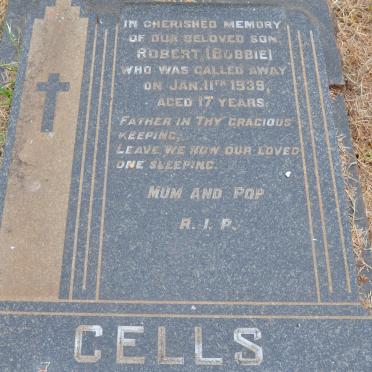 IN CHERISHED MEMORY
OF OUR BELOVED SON,
ROBERT, (BOBBIE)
WHO WAS CALLED AWAY
ON JAN. 11TH 1939,
AGED 17 YEARS.
FATHER IN THY GRACIOUS
KEEPING,
LEAVE WE NOW OUR LOVED
ONE SLEEPING.
MUM AND POP
R. I. P.
CELLS